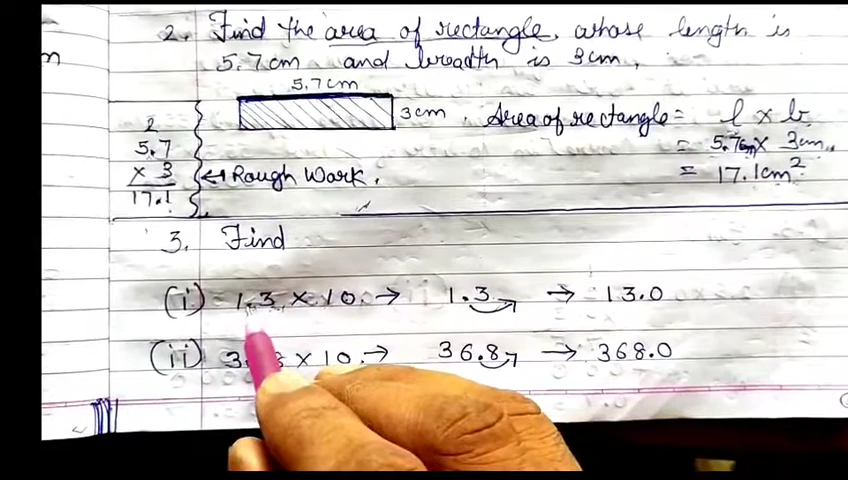 2. Find the area of rectangle, whose length is
5.7cm and breadth is 3cm.
5.7cm
3cm. Area of rectangle = l x b
= 5.7cm x 3cm.
= 17.1cm²
2
5.7
x 3
17.1
← Rough Work.
3. Find
(i) 1.3 x 10. → 1.3 → 13.0
(ii) 3 8 x 10. → 36.8 → 368.0